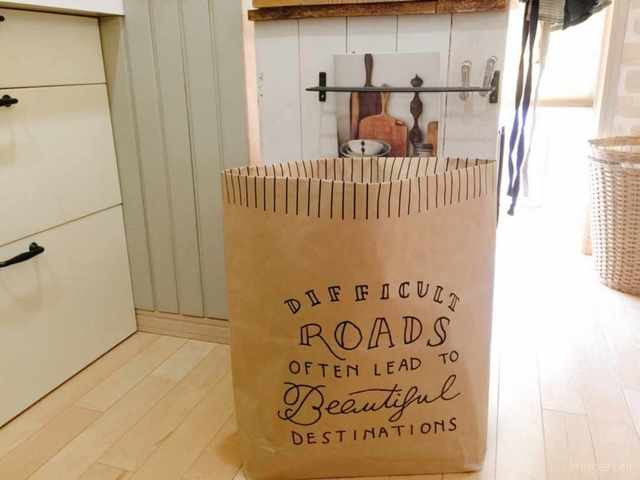 DIFFICULT
ROADS
OFTEN LEAD TO
Beautiful
DESTINATIONS